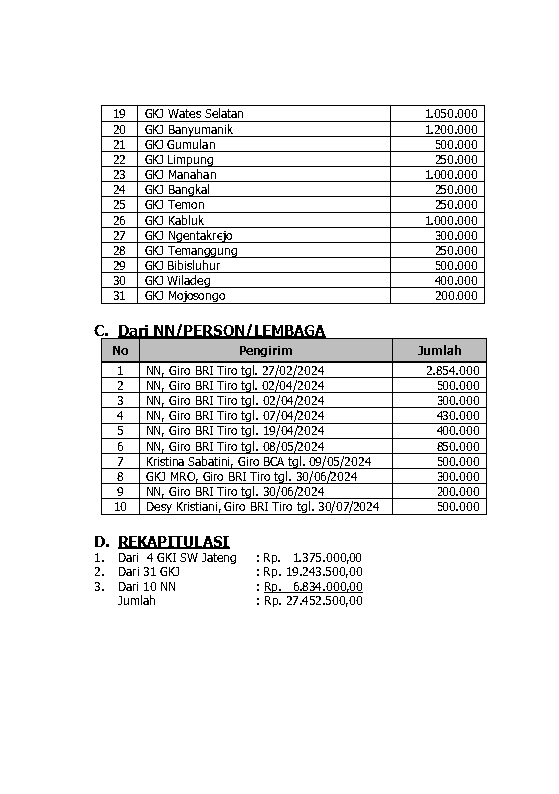 19 GKJ Wates Selatan 1.050.000
20 GKJ Banyumanik 1.200.000
21 GKJ Gumulan 500.000
22 GKJ Limpung 250.000
23 GKJ Manahan 1.000.000
24 GKJ Bangkal 250.000
25 GKJ Temon 250.000
26 GKJ Kabluk 1.000.000
27 GKJ Ngentakrejo 300.000
28 GKJ Temanggung 250.000
29 GKJ Bibisluhur 500.000
30 GKJ Wiladeg 400.000
31 GKJ Mojosongo 200.000
C. Dari NN/PERSON/LEMBAGA
No Pengirim Jumlah
1 NN, Giro BRI Tiro tgl. 27/02/2024 2.854.000
2 NN, Giro BRI Tiro tgl. 02/04/2024 500.000
3 NN, Giro BRI Tiro tgl. 02/04/2024 300.000
4 NN, Giro BRI Tiro tgl. 07/04/2024 430.000
5 NN, Giro BRI Tiro tgl. 19/04/2024 400.000
6 NN, Giro BRI Tiro tgl. 08/05/2024 850.000
7 Kristina Sabatini, Giro BCA tgl. 09/05/2024 500.000
8 GKJ MRO, Giro BRI Tiro tgl. 30/06/2024 300.000
9 NN, Giro BRI Tiro tgl. 30/06/2024 200.000
10 Desy Kristiani, Giro BRI Tiro tgl. 30/07/2024 500.000
D. REKAPITULASI
1. Dari 4 GKI SW Jateng : Rp. 1.375.000,00
2. Dari 31 GKJ : Rp. 19.243.500,00
3. Dari 10 NN : Rp. 6.834.000,00
Jumlah : Rp. 27.452.500,00